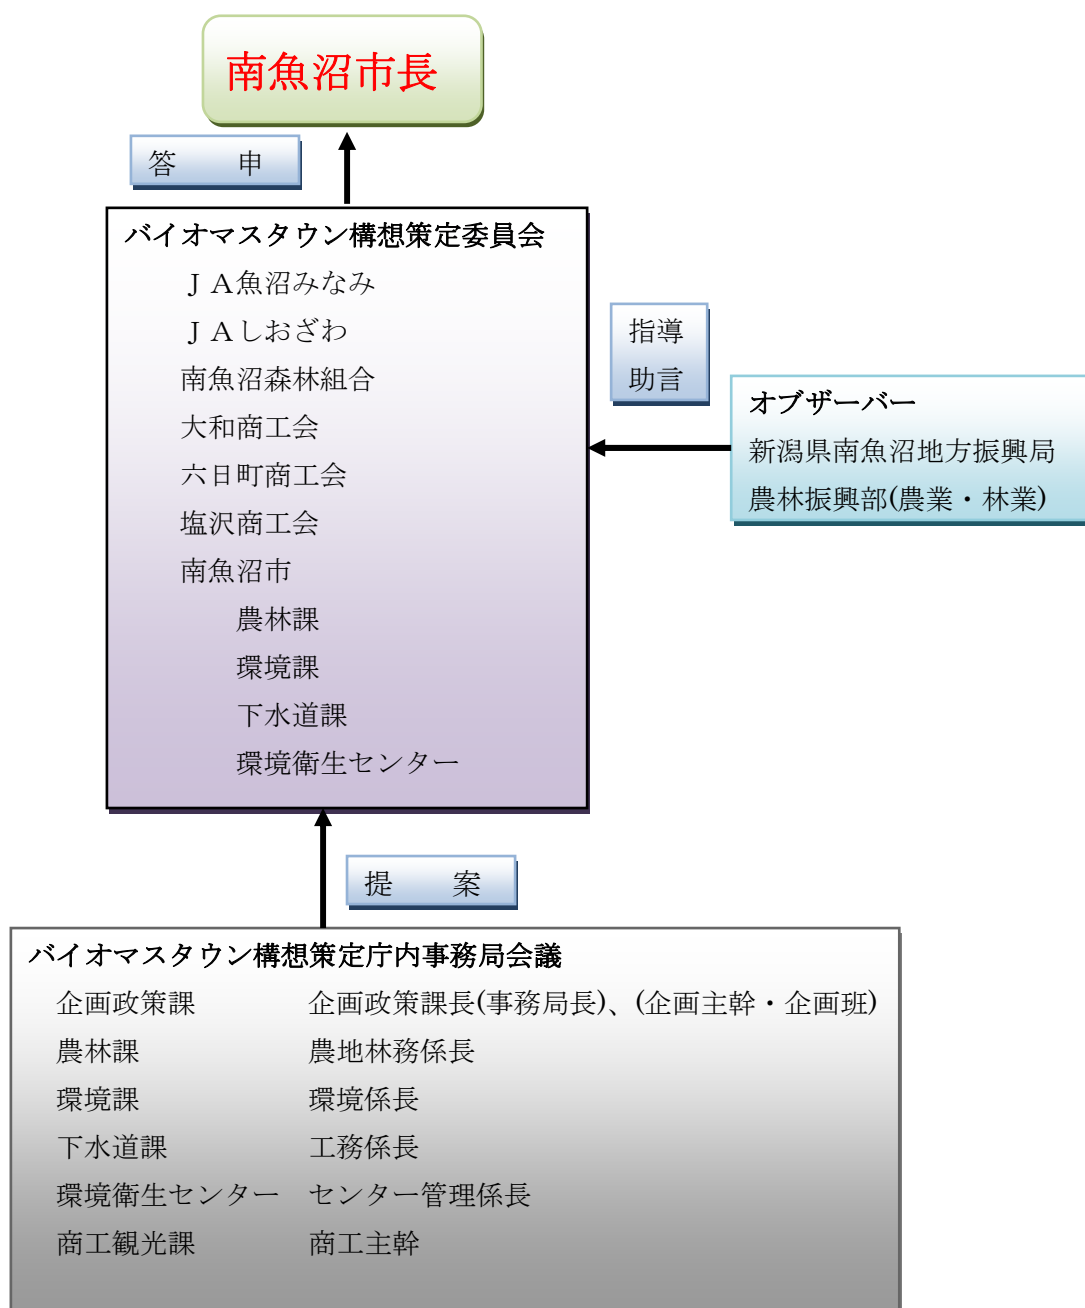 南魚沼市長
答　　申
バイオマスタウン構想策定委員会
ＪＡ魚沼みなみ
ＪＡしおざわ
南魚沼森林組合
大和商工会
六日町商工会
塩沢商工会
南魚沼市
農林課
環境課
下水道課
環境衛生センター
指導
助言
オブザーバー
新潟県南魚沼地方振興局
農林振興部(農業・林業)
提　　案
バイオマスタウン構想策定庁内事務局会議
企画政策課　　　　企画政策課長(事務局長)、(企画主幹・企画班)
農林課　　　　　　農地林務係長
環境課　　　　　　環境係長
下水道課　　　　　工務係長
環境衛生センター　センター管理係長
商工観光課　　　　商工主幹